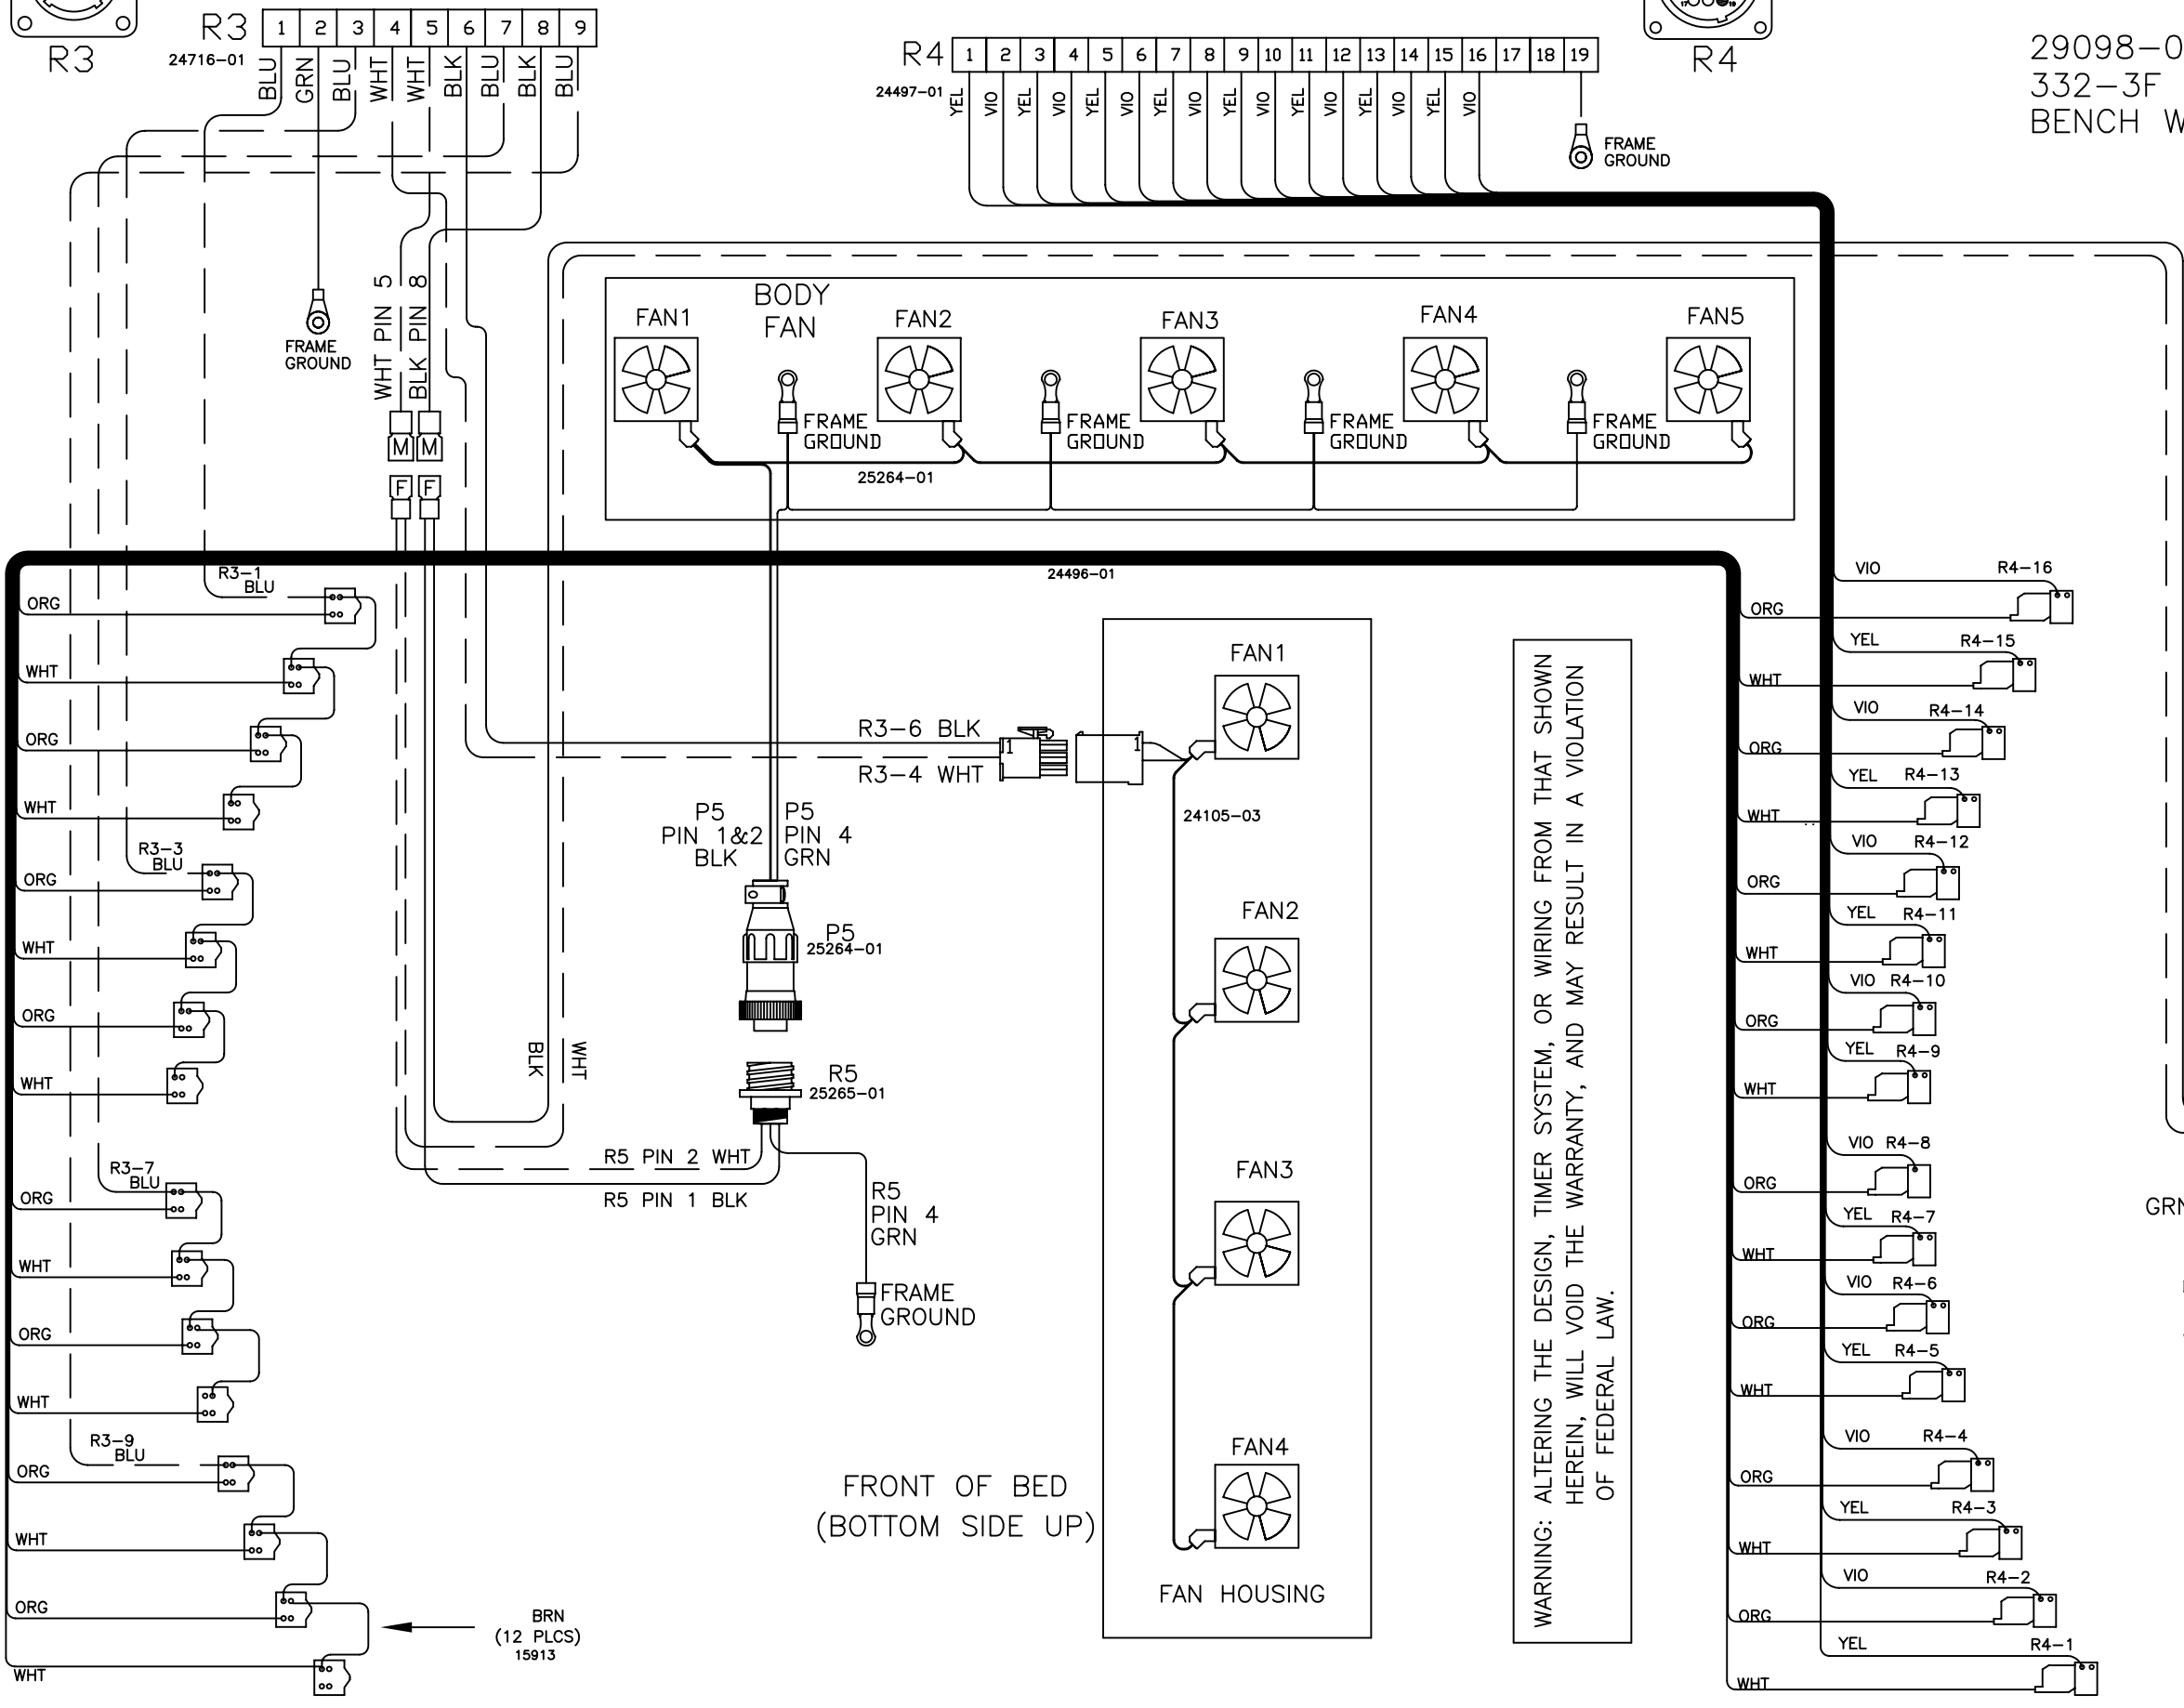 R3
R3
24716-01
1 2 3 4 5 6 7 8 9
BLU GRN BLU WHT WHT BLK BLU BLK BLU
R4
24497-01
1 2 3 4 5 6 7 8 9 10 11 12 13 14 15 16 17 18 19
YEL VIO YEL VIO YEL VIO YEL VIO YEL VIO YEL VIO YEL VIO YEL VIO
FRAME
GROUND
17 19
R4
29098-0
332-3F
BENCH W
FRAME
GROUND
WHT PIN 5
BLK PIN 8
M M
F F
BODY
FAN
FAN1
FAN2
FAN3
FAN4
FAN5
FRAME
GROUND
FRAME
GROUND
FRAME
GROUND
FRAME
GROUND
25264-01
24496-01
R3-1
BLU
ORG
WHT
ORG
WHT
R3-3
BLU
ORG
WHT
ORG
WHT
R3-7
BLU
ORG
WHT
ORG
WHT
R3-9
BLU
ORG
WHT
ORG
WHT
BRN
(12 PLCS)
15913
BLK
WHT
R3-6 BLK
R3-4 WHT
1
1
P5
PIN 1&2
BLK
P5
PIN 4
GRN
P5
25264-01
R5
25265-01
R5 PIN 2 WHT
R5 PIN 1 BLK
R5
PIN 4
GRN
FRAME
GROUND
FRONT OF BED
(BOTTOM SIDE UP)
FAN1
24105-03
FAN2
FAN3
FAN4
FAN HOUSING
WARNING: ALTERING THE DESIGN, TIMER SYSTEM, OR WIRING FROM THAT SHOWN
HEREIN, WILL VOID THE WARRANTY, AND MAY RESULT IN A VIOLATION
OF FEDERAL LAW.
VIO R4-16
ORG
YEL R4-15
WHT
VIO R4-14
ORG
YEL R4-13
WHT
VIO R4-12
ORG
YEL R4-11
WHT
VIO R4-10
ORG
YEL R4-9
WHT
VIO R4-8
ORG
YEL R4-7
WHT
VIO R4-6
ORG
YEL R4-5
WHT
VIO R4-4
ORG
YEL R4-3
WHT
VIO R4-2
ORG
YEL R4-1
WHT
GRN